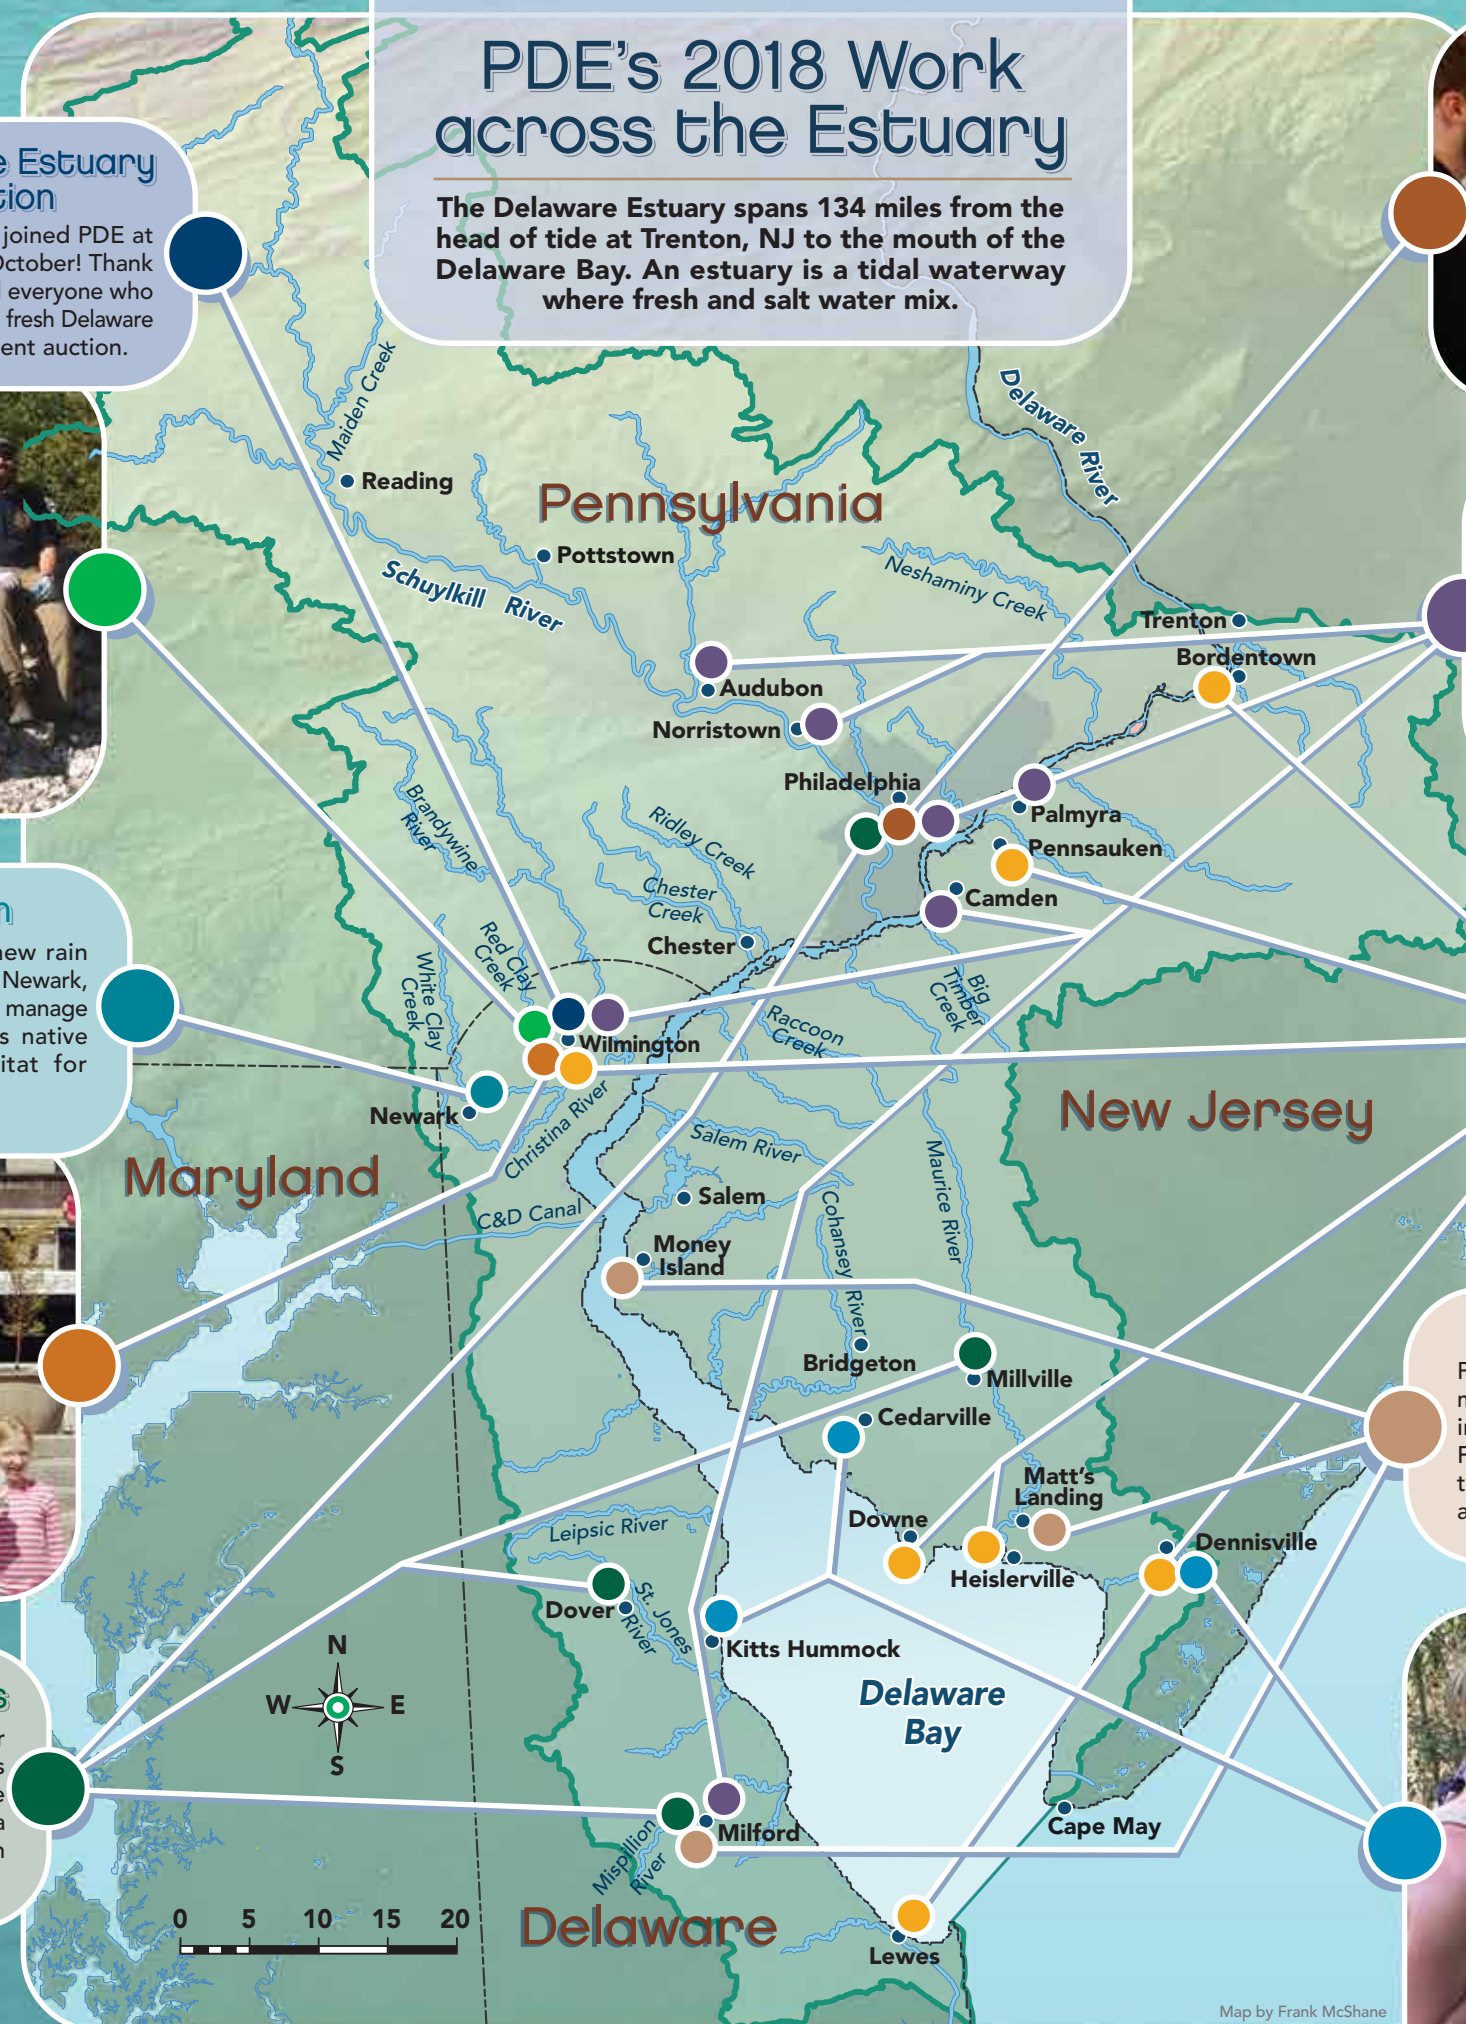 PDE's 2018 Work
across the Estuary
The Delaware Estuary spans 134 miles from the
head of tide at Trenton, NJ to the mouth of the
Delaware Bay. An estuary is a tidal waterway
where fresh and salt water mix.
Estuary
joined PDE at
October! Thank
everyone who
fresh Delaware
auction.
Maiden Creek
Delaware River
Reading
Pennsylvania
Pottstown
Schuylkill River
Neshaminy Creek
Trenton
Bordentown
Audubon
Norristown
Philadelphia
Palmyra
Pennsauken
Brandywine
River
Ridley Creek
Chester
Creek
Camden
Chester
new rain
Newark,
manage
native
for
Red Clay
Creek
White Clay
Creek
Big
Timber
Creek
Raccoon
Creek
Wilmington
Newark
Christina River
New Jersey
Maryland
Salem River
Maurice River
Salem
C&D Canal
Cohansey River
Money
Island
Bridgeton
Millville
Cedarville
Matt's
Landing
Downe
Leipsic River
Heislerville
Dennisville
Dover
St. Jones
River
Kitts Hummock
N
W
E
S
Delaware
Bay
Milford
Mispillion
River
Cape May
0 5 10 15 20
Delaware
Lewes
Map by Frank McShane